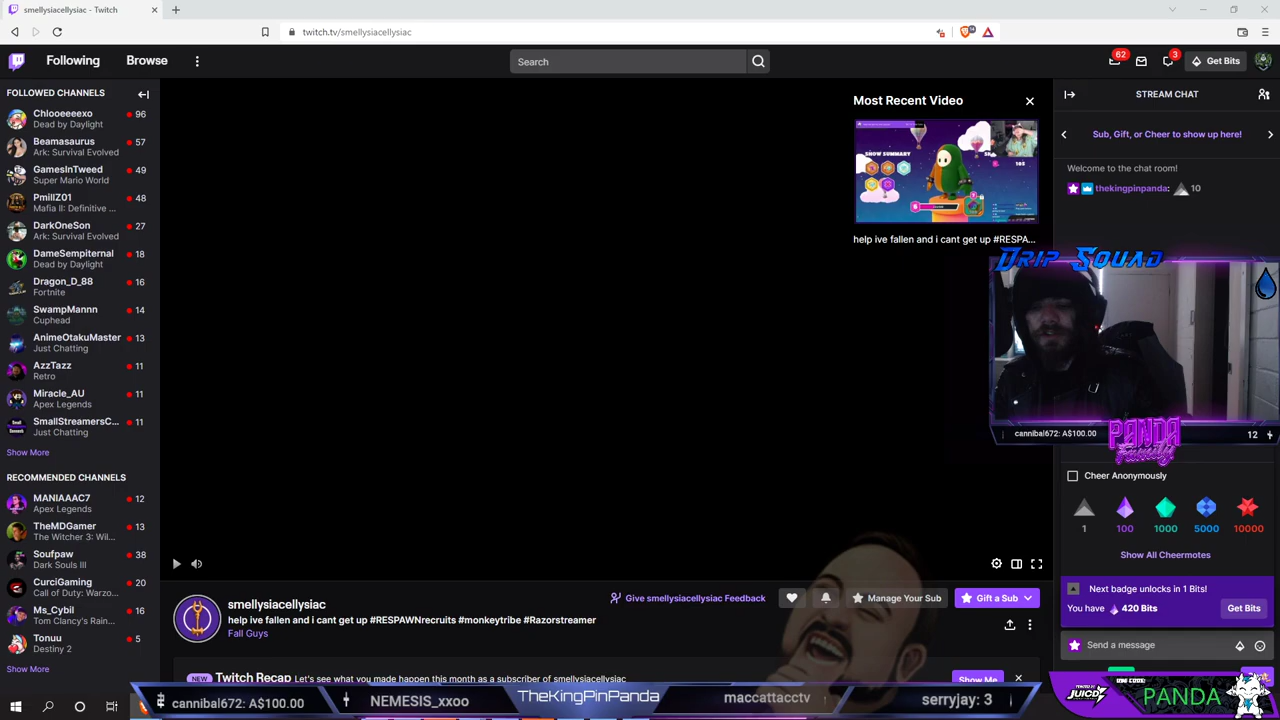 smellysiacellysiac - Twitch
twitch.tv/smellysiacellysiac
Following
Browse
Search
62
3
Get Bits
FOLLOWED CHANNELS
Chlooeeeexo
96
Dead by Daylight
Beamasaurus
57
Ark: Survival Evolved
GamesInTweed
49
Super Mario World
PmillZ01
48
Mafia II: Definitive ...
DarkOneSon
27
Ark: Survival Evolved
DameSempiternal
18
Dead by Daylight
Dragon_D_88
16
Fortnite
SwampMannn
14
Cuphead
AnimeOtakuMaster
13
Just Chatting
AzzTazz
11
Retro
Miracle_AU
11
Apex Legends
SmallStreamersC...
11
Just Chatting
Show More
RECOMMENDED CHANNELS
MANIAAAC7
12
Apex Legends
TheMDGamer
13
The Witcher 3: Wil...
Soufpaw
38
Dark Souls III
CurciGaming
20
Call of Duty: Warzo...
Ms_Cybil
16
Tom Clancy's Rain...
Tonuu
5
Destiny 2
Show More
Most Recent Video
SHOW SUMMARY
help ive fallen and i cant get up #RESPA...
STREAM CHAT
Sub, Gift, or Cheer to show up here!
Welcome to the chat room!
thekingpinpanda: 10
DRIP SQUAD
cannibal672: A$100.00
12
PANDA
Family
Cheer Anonymously
1
100
1000
5000
10000
Show All Cheermotes
Next badge unlocks in 1 Bits!
You have 420 Bits
Get Bits
Send a message
smellysiacellysiac
help ive fallen and i cant get up #RESPAWNrecruits #monkeytribe #Razorstreamer
Fall Guys
Give smellysiacellysiac Feedback
Manage Your Sub
Gift a Sub
NEW
Twitch Recap
Let's see what you made happen this month as a subscriber of smellysiacellysiac
Show Me
cannibal672: A$100.00
NEMESIS_xxoo
TheKingPinPanda
maccattacctv
serryjay: 3
JUICD
USE CODE:
PANDA